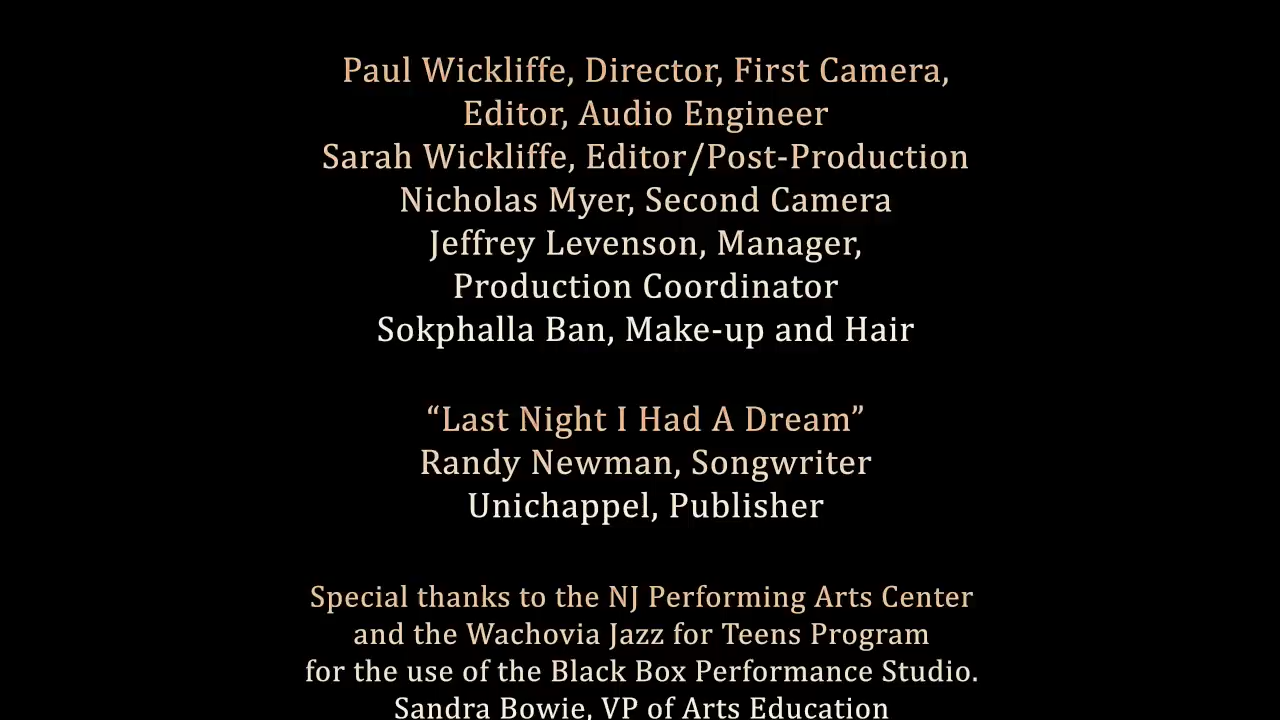 Paul Wickliffe, Director, First Camera,
Editor, Audio Engineer
Sarah Wickliffe, Editor/Post-Production
Nicholas Myer, Second Camera
Jeffrey Levenson, Manager,
Production Coordinator
Sokphalla Ban, Make-up and Hair
“Last Night I Had A Dream”
Randy Newman, Songwriter
Unichappel, Publisher
Special thanks to the NJ Performing Arts Center
and the Wachovia Jazz for Teens Program
for the use of the Black Box Performance Studio.
Sandra Bowie, VP of Arts Education